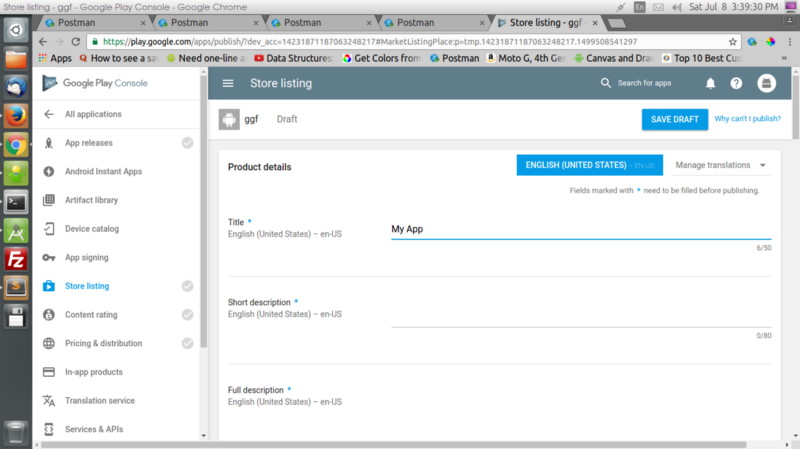 Store listing - ggf - Google Play Console - Google Chrome
En
Sat Jul 8 3:39:30 PM
Postman
Postman
Postman
Postman
Store listing - ggf
https://play.google.com/apps/publish/?dev_acc=14231871187063248217#MarketListingPlace:p=tmp.14231871187063248217.1499508541297
Apps
How to see a sa
Need one-line a
Data Structures:
Get Colors from
Postman
Moto G, 4th Gen
Canvas and Draw
Top 10 Best Cus
Google Play Console
Store listing
Search for apps
All applications
ggf
Draft
SAVE DRAFT
Why can't I publish?
App releases
Android Instant Apps
Artifact library
Device catalog
App signing
Store listing
Content rating
Pricing & distribution
In-app products
Translation service
Services & APIs
Product details
ENGLISH (UNITED STATES) – EN-US
Manage translations
Fields marked with * need to be filled before publishing.
Title *
English (United States) – en-US
My App
6/50
Short description *
English (United States) – en-US
0/80
Full description *
English (United States) – en-US